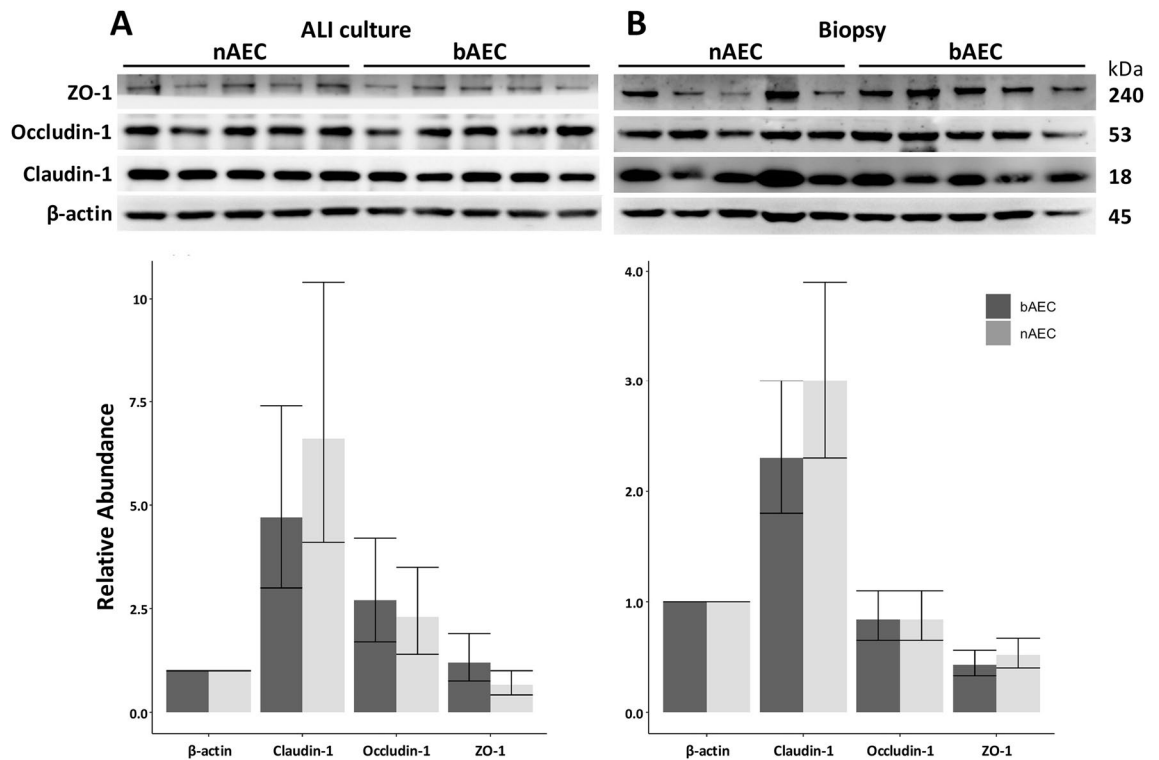 A ALI culture B Biopsy
nAEC bAEC nAEC bAEC
kDa
ZO-1 240
Occludin-1 53
Claudin-1 18
β-actin 45
Relative Abundance
10
7.5
5.0
2.5
0.0
β-actin Claudin-1 Occludin-1 ZO-1
4.0
3.0
2.0
1.0
0.0
bAEC
nAEC
β-actin Claudin-1 Occludin-1 ZO-1